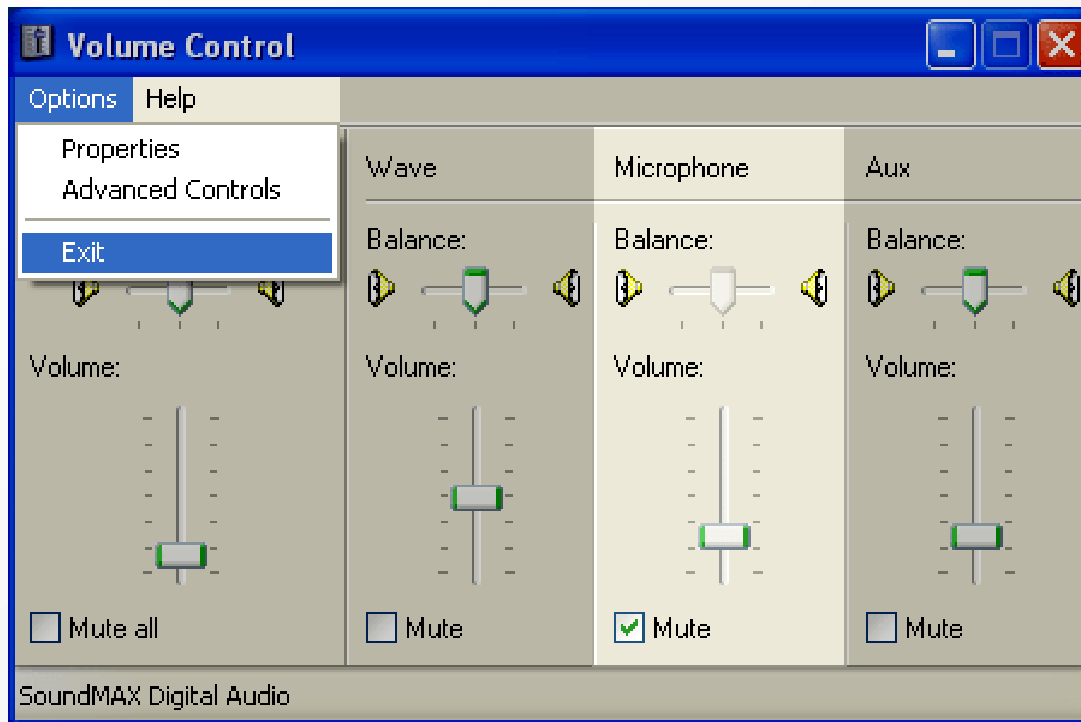 Volume Control
Options Help
Properties
Advanced Controls
Exit
Wave Microphone Aux
Balance: Balance: Balance:
Volume: Volume: Volume: Volume:
Mute all Mute Mute Mute
SoundMAX Digital Audio